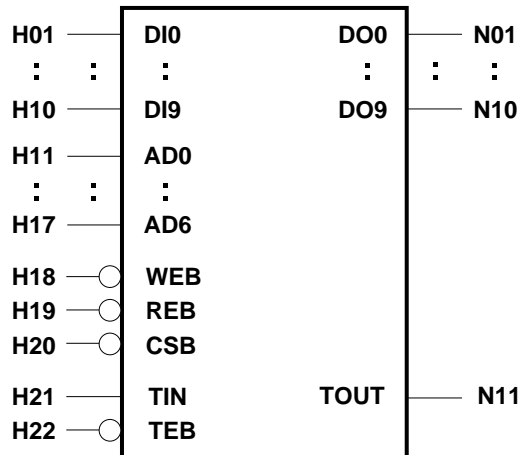 H01 DI0 DO0 N01
: : : : : :
H10 DI9 DO9 N10
H11 AD0
: : :
H17 AD6
H18 WEB
H19 REB
H20 CSB
H21 TIN TOUT N11
H22 TEB